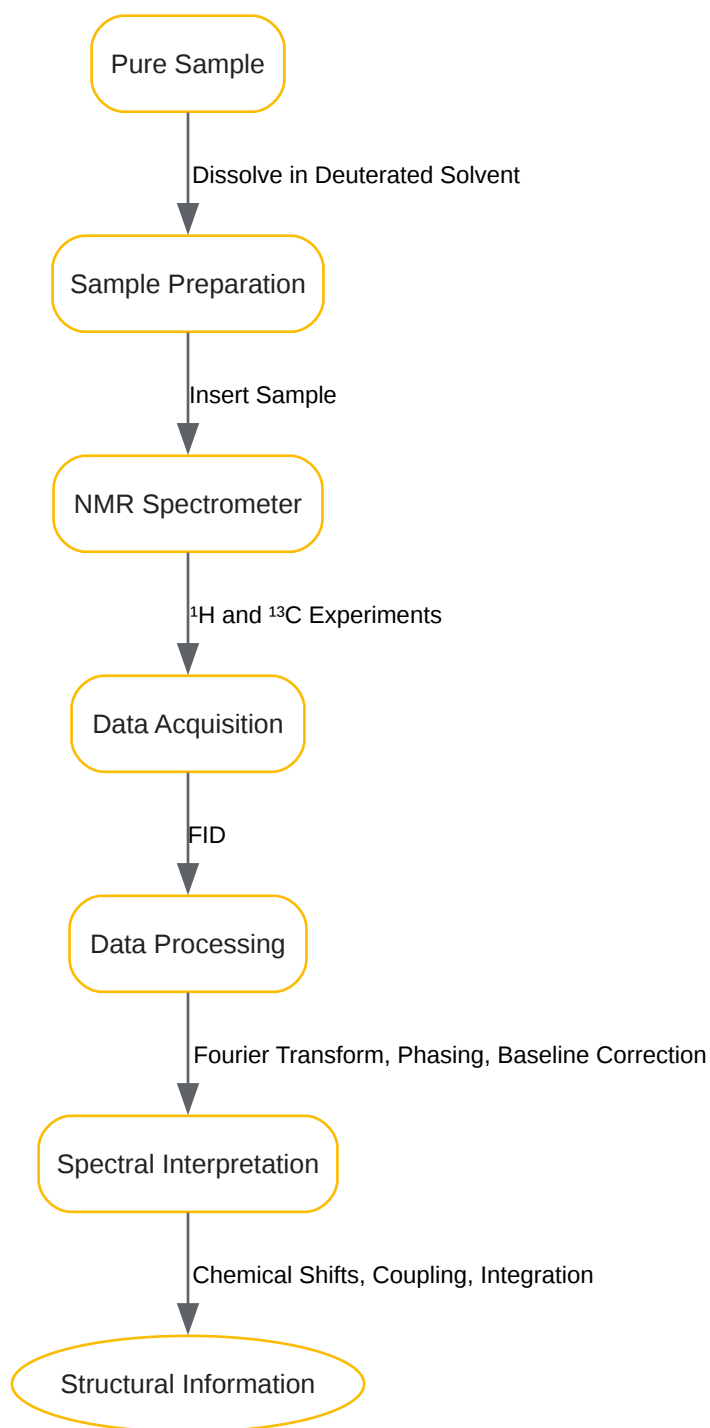 Pure Sample
Dissolve in Deuterated Solvent
Sample Preparation
Insert Sample
NMR Spectrometer
¹H and ¹³C Experiments
Data Acquisition
FID
Data Processing
Fourier Transform, Phasing, Baseline Correction
Spectral Interpretation
Chemical Shifts, Coupling, Integration
Structural Information